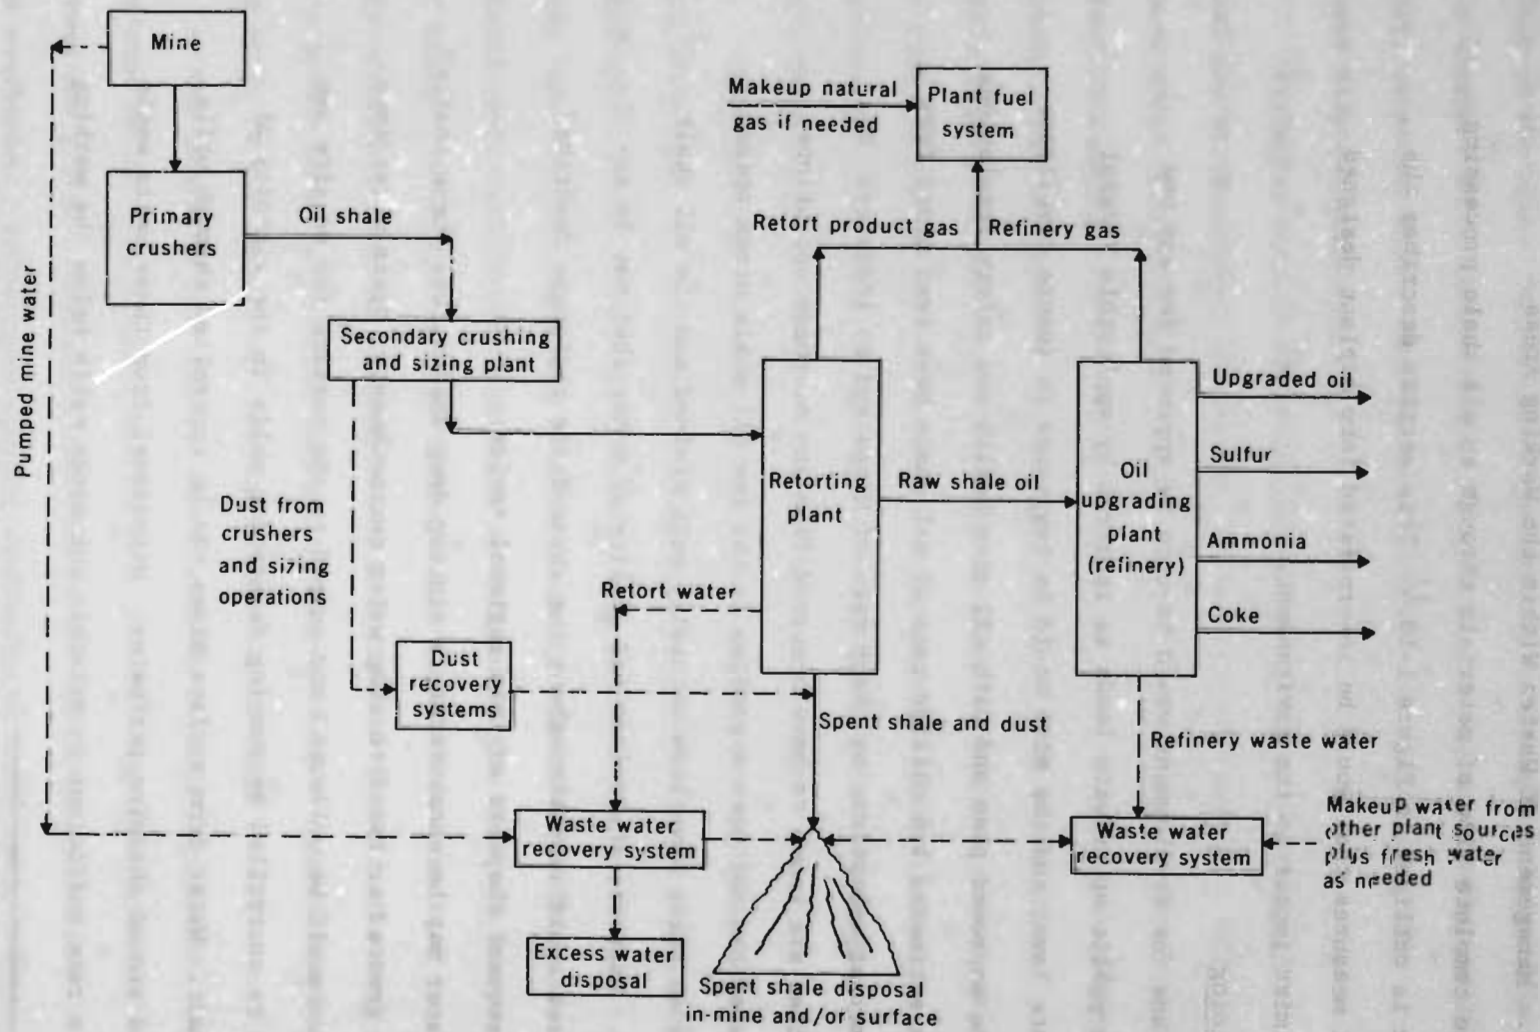 Mine
Makeup natural
gas if needed
Plant fuel
system
Primary
crushers
Oil shale
Retort product gas
Refinery gas
Pumped mine water
Secondary crushing
and sizing plant
Upgraded oil
Sulfur
Retorting
plant
Raw shale oil
Oil
upgrading
plant
(refinery)
Ammonia
Coke
Dust from
crushers
and sizing
operations
Retort water
Dust
recovery
systems
Spent shale and dust
Refinery waste water
Waste water
recovery system
Waste water
recovery system
Makeup water from
other plant sources
plus fresh water
as needed
Excess water
disposal
Spent shale disposal
in-mine and/or surface